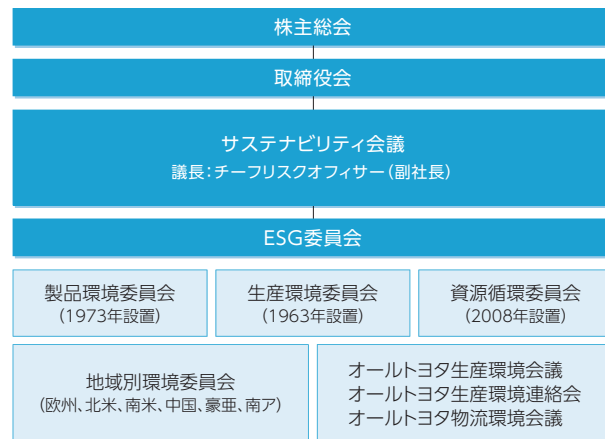 株主総会
取締役会
サステナビリティ会議
議長：チーフリスクオフィサー（副社長）
ESG委員会
製品環境委員会
（1973年設置）
生産環境委員会
（1963年設置）
資源循環委員会
（2008年設置）
地域別環境委員会
（欧州、北米、南米、中国、豪亜、南ア）
オールトヨタ生産環境会議
オールトヨタ生産環境連絡会
オールトヨタ物流環境会議